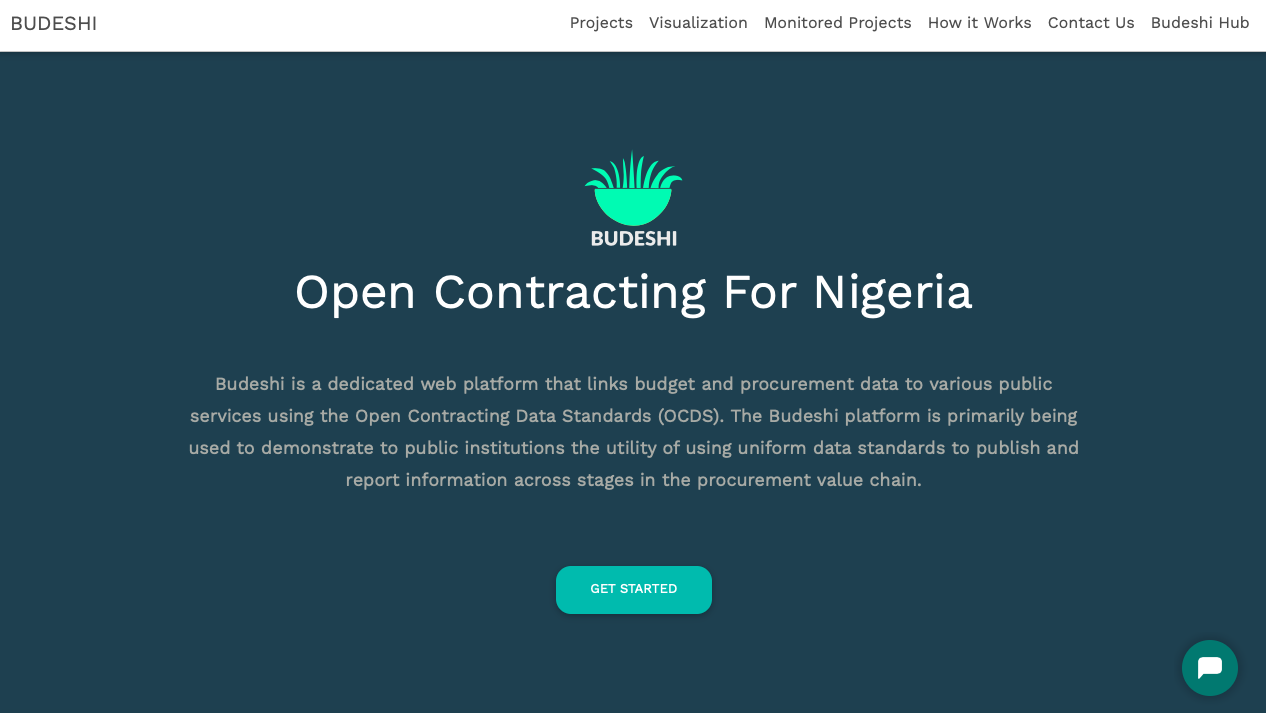 BUDESHI
Projects Visualization Monitored Projects How it Works Contact Us Budeshi Hub
BUDESHI
Open Contracting For Nigeria
Budeshi is a dedicated web platform that links budget and procurement data to various public
services using the Open Contracting Data Standards (OCDS). The Budeshi platform is primarily being
used to demonstrate to public institutions the utility of using uniform data standards to publish and
report information across stages in the procurement value chain.
GET STARTED